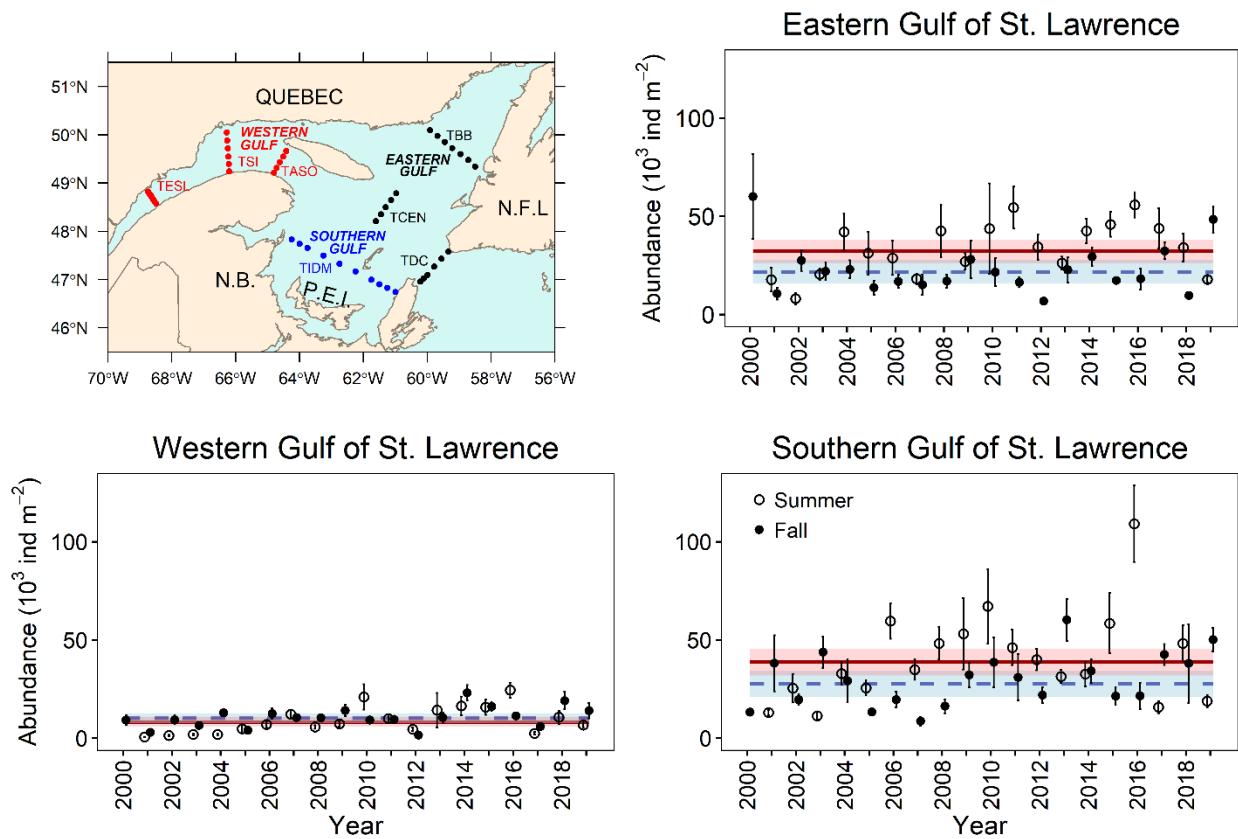 51°N
50°N
49°N
48°N
47°N
46°N
70°W 68°W 66°W 64°W 62°W 60°W 58°W 56°W
QUEBEC
WESTERN
GULF
TSI
TASO
TESL
TBB
EASTERN
GULF
TCEN
N.F.L
SOUTHERN
GULF
TIDM
TDC
N.B.
P.E.I.
Eastern Gulf of St. Lawrence
Abundance (10³ ind m⁻²)
100
50
0
2000 2002 2004 2006 2008 2010 2012 2014 2016 2018
Western Gulf of St. Lawrence
Abundance (10³ ind m⁻²)
100
50
0
2000 2002 2004 2006 2008 2010 2012 2014 2016 2018
Year
Southern Gulf of St. Lawrence
Summer
Fall
100
50
0
2000 2002 2004 2006 2008 2010 2012 2014 2016 2018
Year